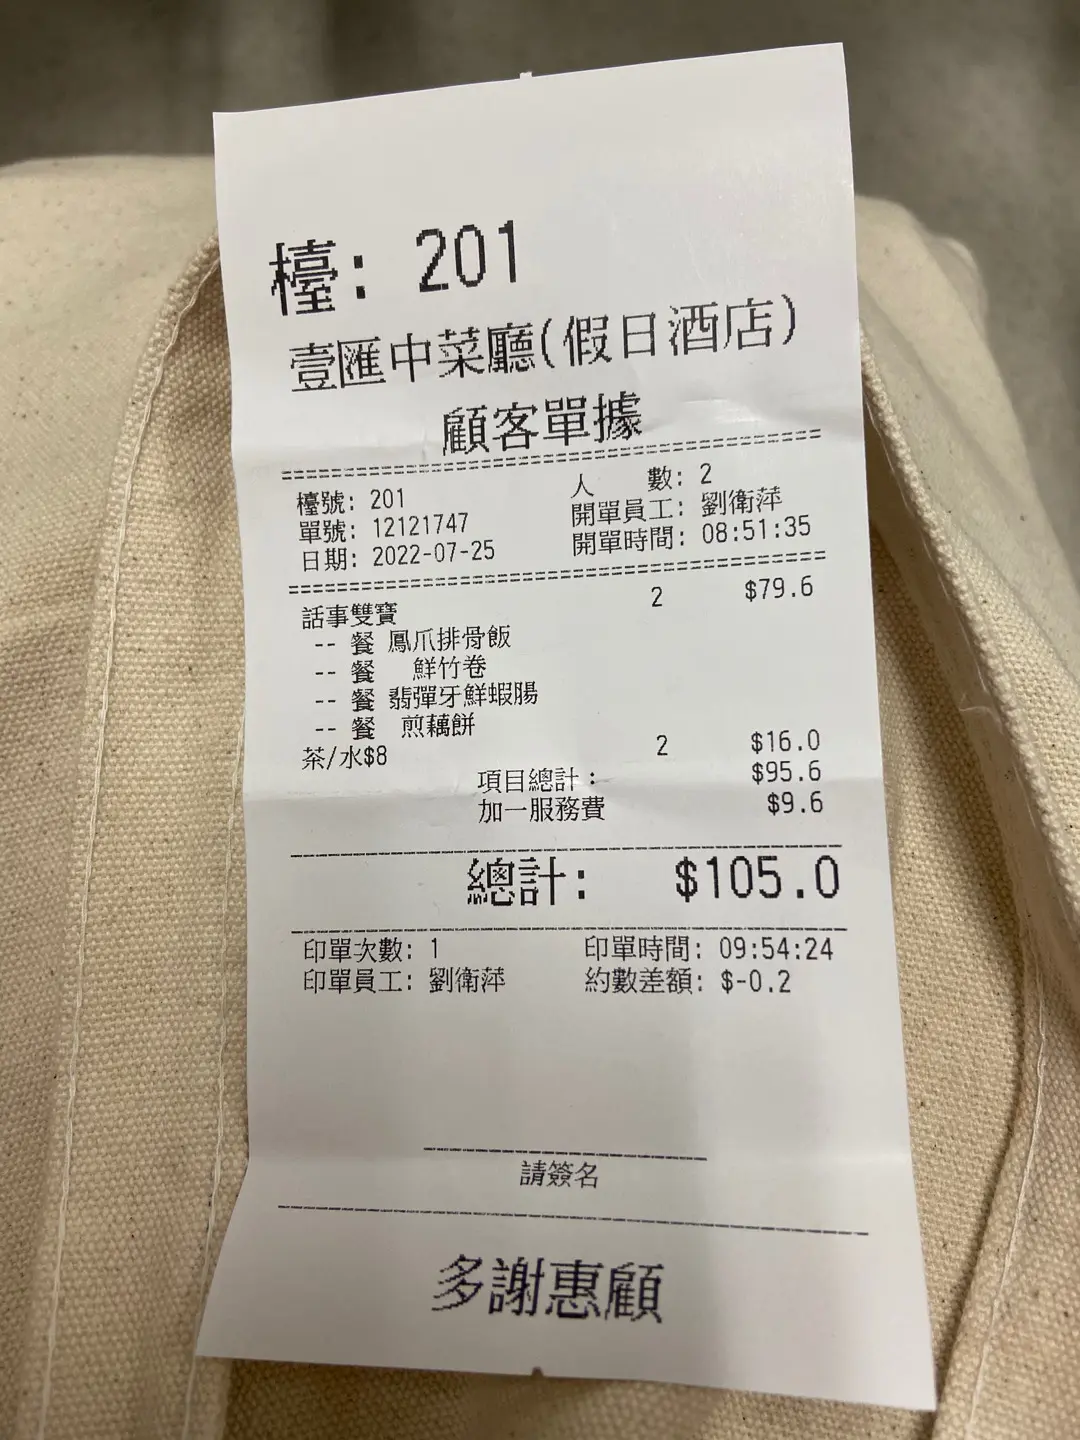 檯: 201
壹匯中菜廳(假日酒店)
顧客單據
檯號: 201 人 數: 2
單號: 12121747 開單員工: 劉衛萍
日期: 2022-07-25 開單時間: 08:51:35
話事雙寶 2 $79.6
-- 餐 鳳爪排骨飯
-- 餐 鮮竹卷
-- 餐 翡彈牙鮮蝦腸
-- 餐 煎藕餅
茶/水$8 2 $16.0
項目總計: $95.6
加一服務費 $9.6
總計: $105.0
印單次數: 1 印單時間: 09:54:24
印單員工: 劉衛萍 約數差額: $-0.2
請簽名
多謝惠顧